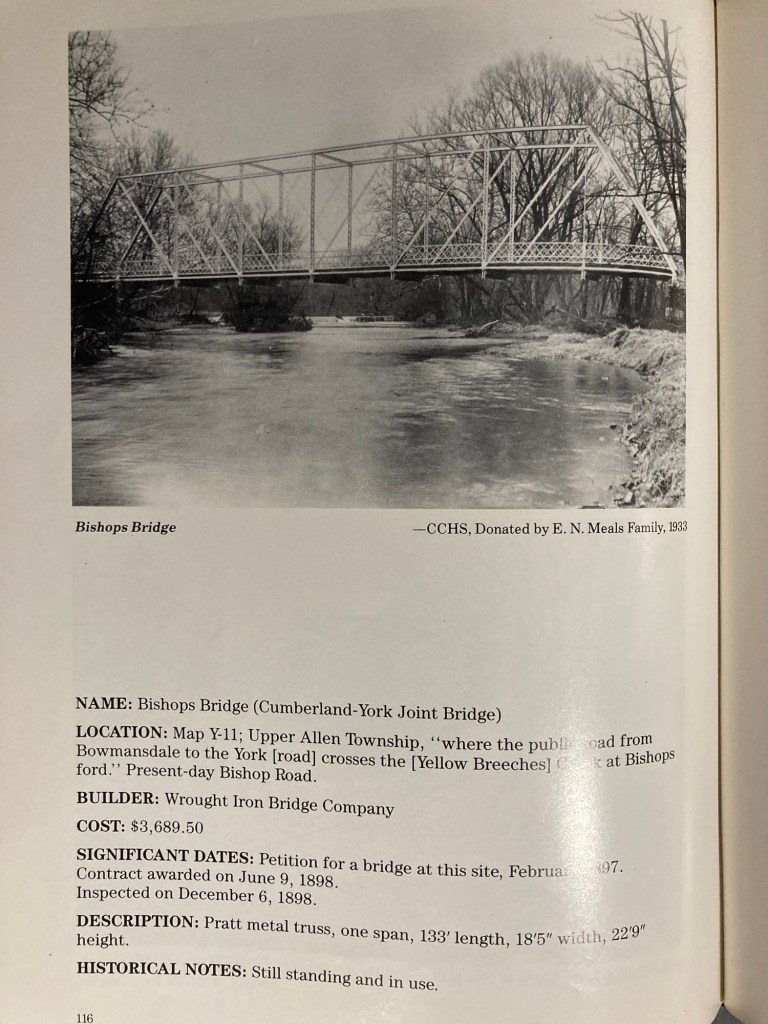 Bishops Bridge
—CCHS, Donated by E. N. Meals Family, 1933
NAME: Bishops Bridge (Cumberland-York Joint Bridge)
LOCATION: Map Y-11; Upper Allen Township, “where the public road from
Bowmansdale to the York [road] crosses the [Yellow Breeches] at Bishops
ford.” Present-day Bishop Road.
BUILDER: Wrought Iron Bridge Company
COST: $3,689.50
SIGNIFICANT DATES: Petition for a bridge at this site,
Contract awarded on June 9, 1898.
Inspected on December 6, 1898.
DESCRIPTION: Pratt metal truss, one span, 133′ length, 18′5″ width, 22′9″
height.
HISTORICAL NOTES: Still standing and in use.
116